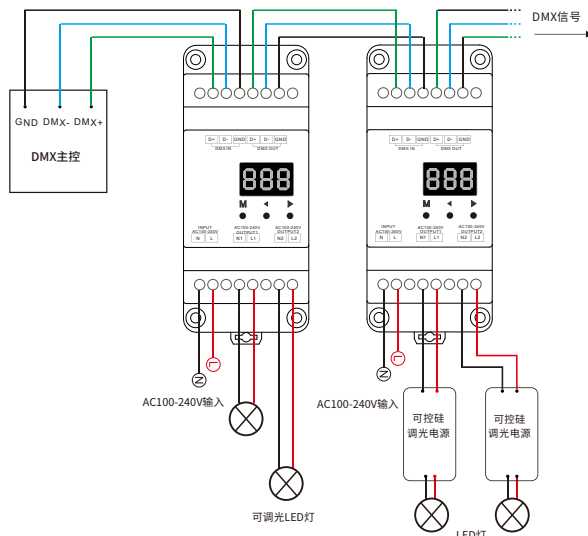 DMX信号
GND DMX- DMX+
DMX主控
D+ D- GND D+ D- GND
DMX IN DMX OUT
888
M ◀ ▶
INPUT
AC100-240V
N L
AC100-240V
OUTPUT1
N1 L1
AC100-240V
OUTPUT2
N2 L2
D+ D- GND D+ D- GND
DMX IN DMX OUT
888
M ◀ ▶
INPUT
AC100-240V
N L
AC100-240V
OUTPUT1
N1 L1
AC100-240V
OUTPUT2
N2 L2
N L
N L
AC100-240V输入
AC100-240V输入
可控硅
调光电源
可控硅
调光电源
可调光LED灯
LED灯